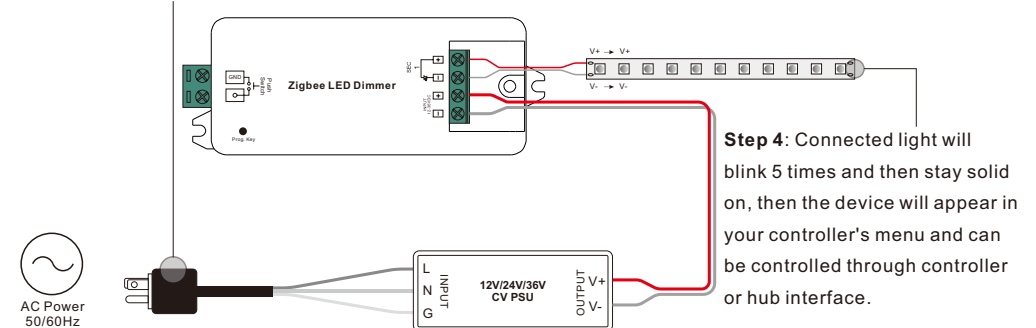 V+ → V+
SEC
1
+
−
+
−
GND
Push
Switch
Zigbee LED Dimmer
Prog. Key
V- → V-
Step 4: Connected light will
blink 5 times and then stay solid
on, then the device will appear in
your controller's menu and can
be controlled through controller
or hub interface.
AC Power
50/60Hz
L
N
G
INPUT
12V/24V/36V
CV PSU
OUTPUT
V+
V-